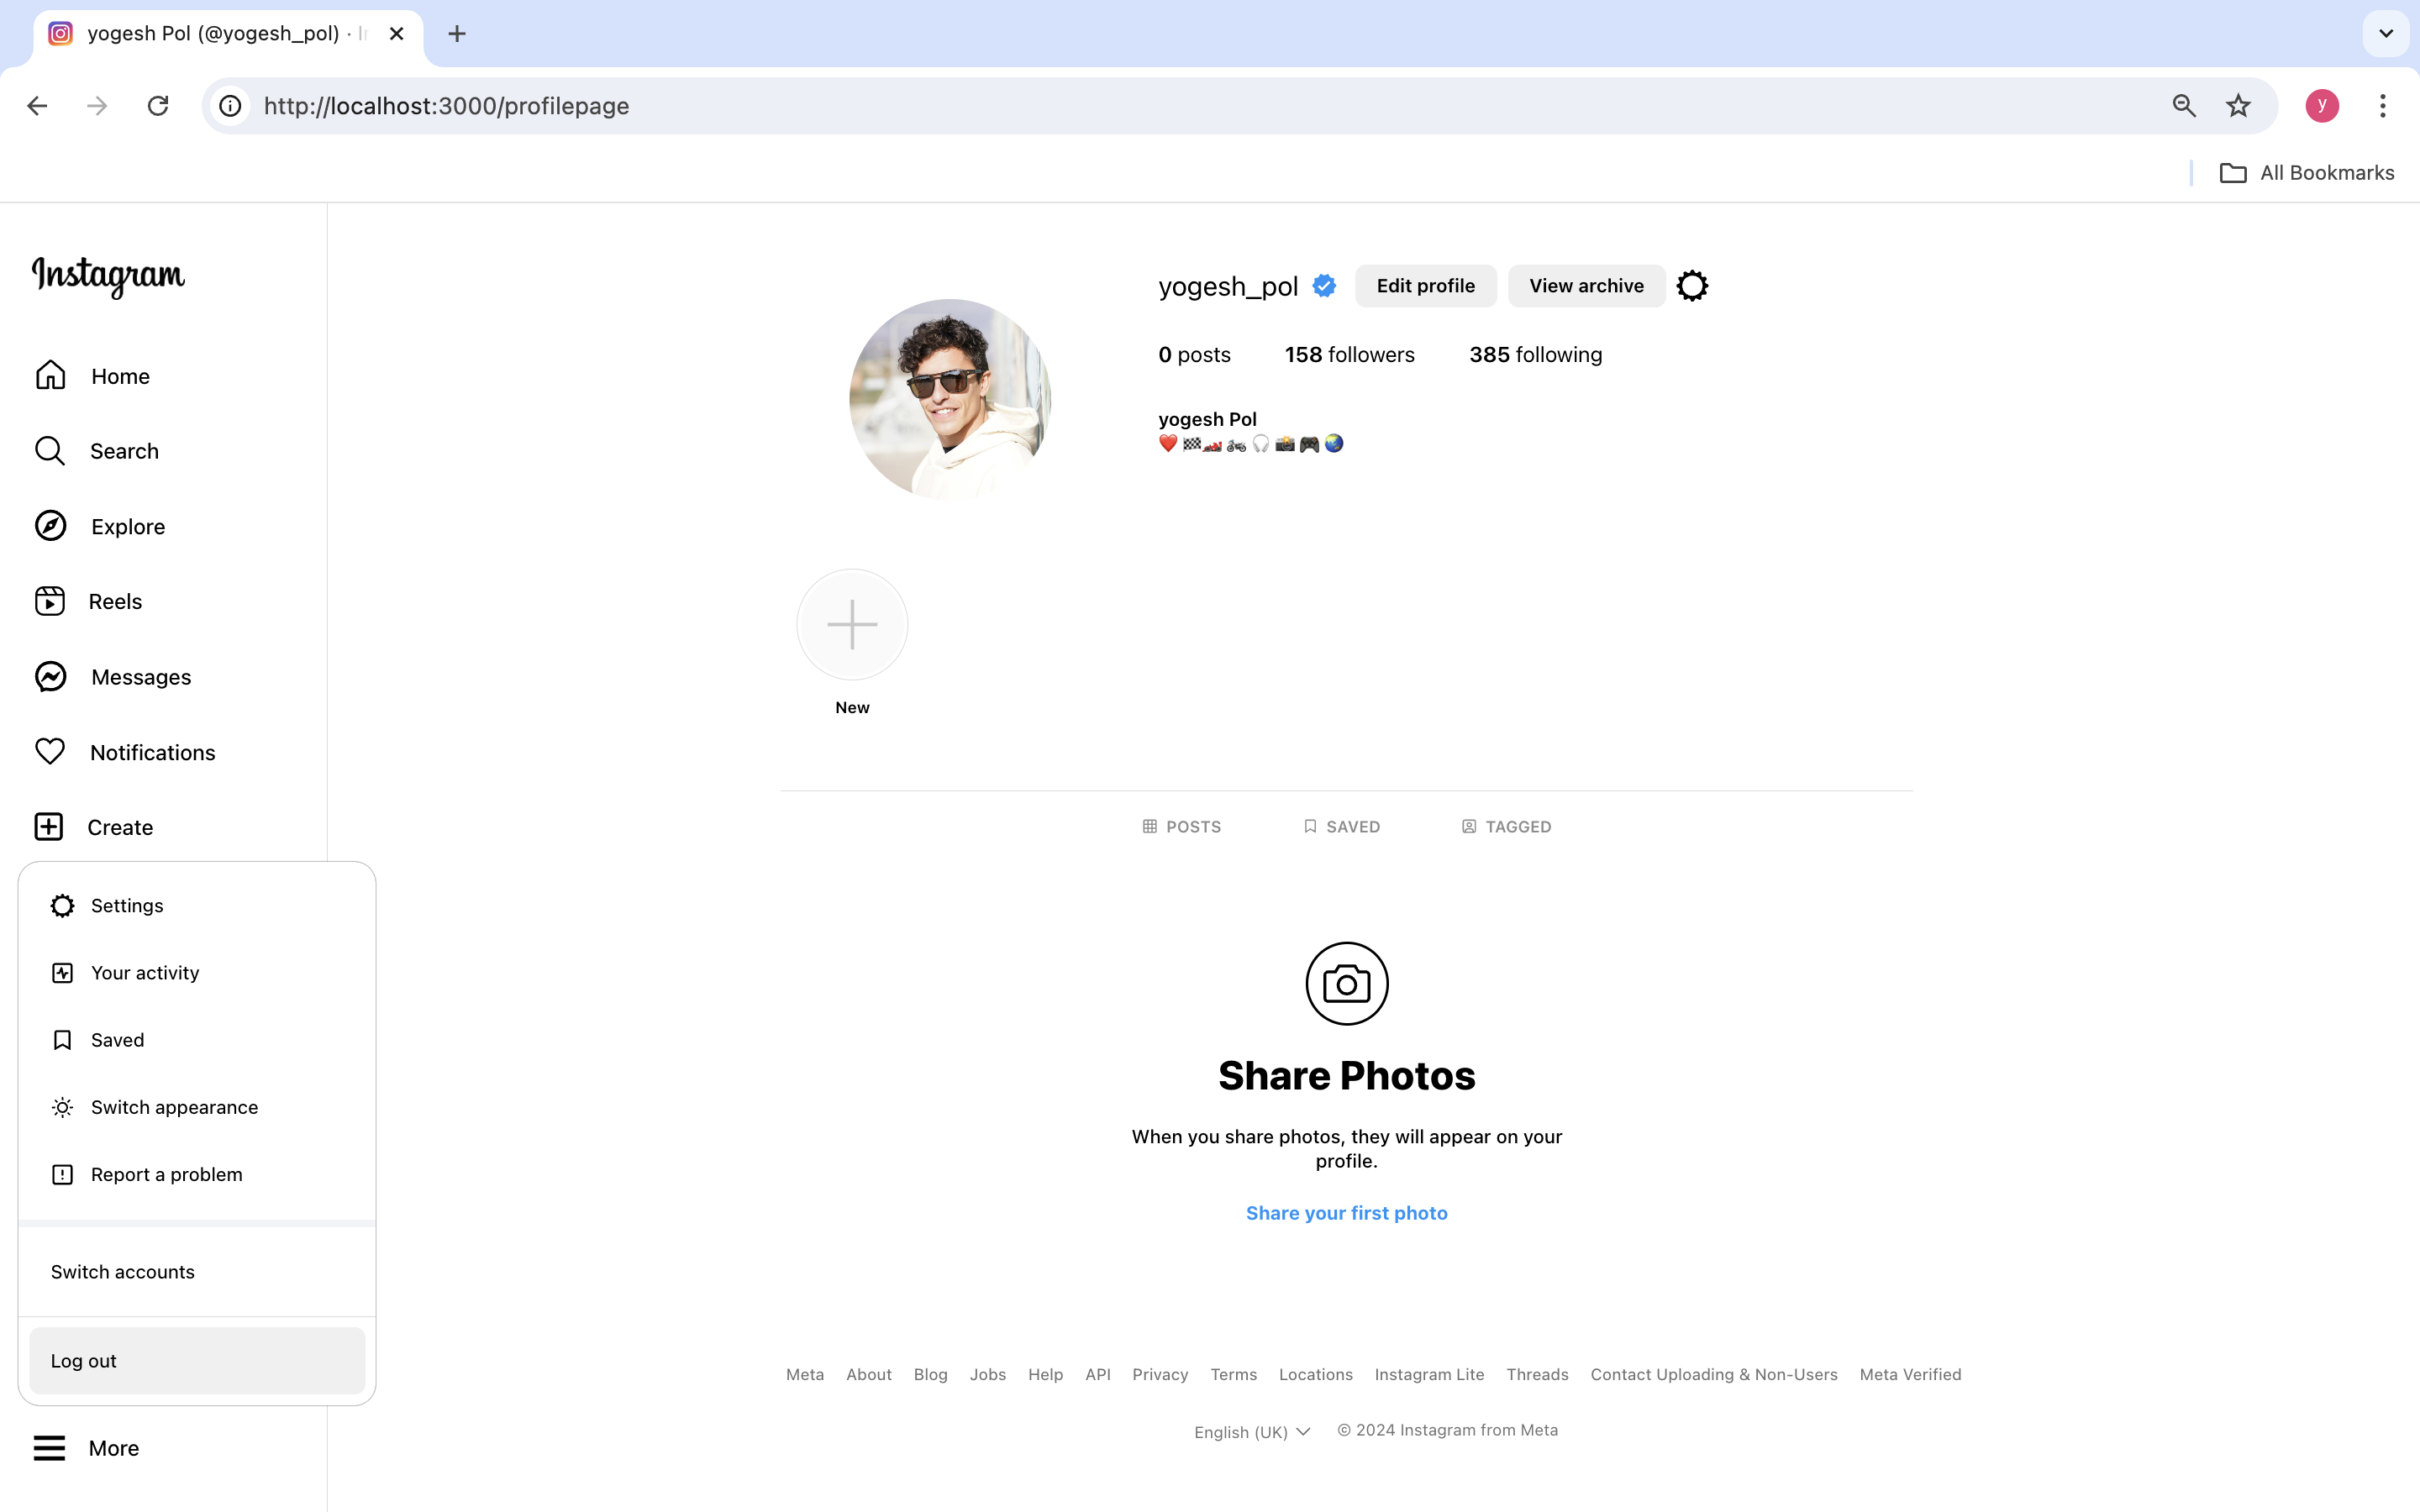 yogesh Pol (@yogesh_pol) ·
http://localhost:3000/profilepage
y
All Bookmarks
Instagram
Home
Search
Explore
Reels
Messages
Notifications
Create
Settings
Your activity
Saved
Switch appearance
Report a problem
Switch accounts
Log out
More
yogesh_pol
Edit profile
View archive
0 posts
158 followers
385 following
yogesh Pol
❤️ 🏁🏎️ 🏍️ 🎧 📸 🎮 🌏
New
POSTS
SAVED
TAGGED
Share Photos
When you share photos, they will appear on your
profile.
Share your first photo
Meta About Blog Jobs Help API Privacy Terms Locations Instagram Lite Threads Contact Uploading & Non-Users Meta Verified
English (UK)
© 2024 Instagram from Meta